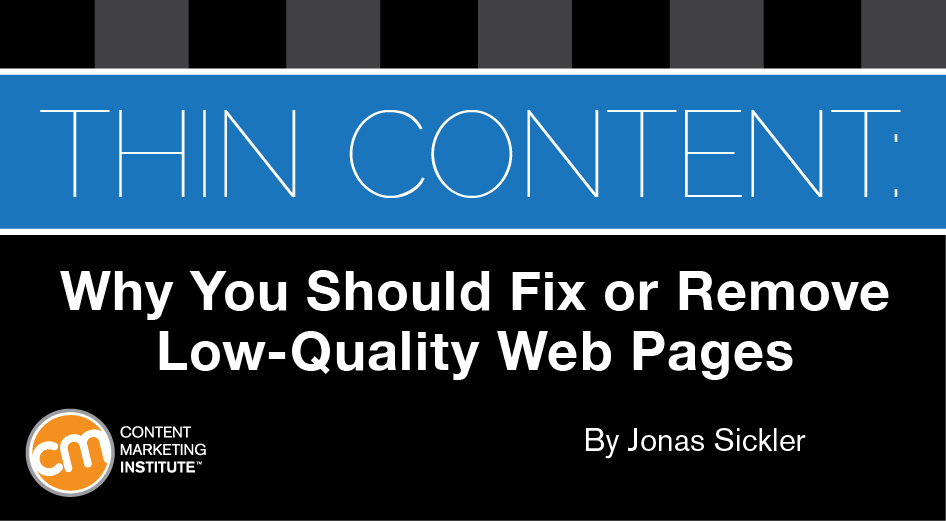 THIN CONTENT:
Why You Should Fix or Remove
Low-Quality Web Pages
cm
CONTENT
MARKETING
INSTITUTE™
By Jonas Sickler